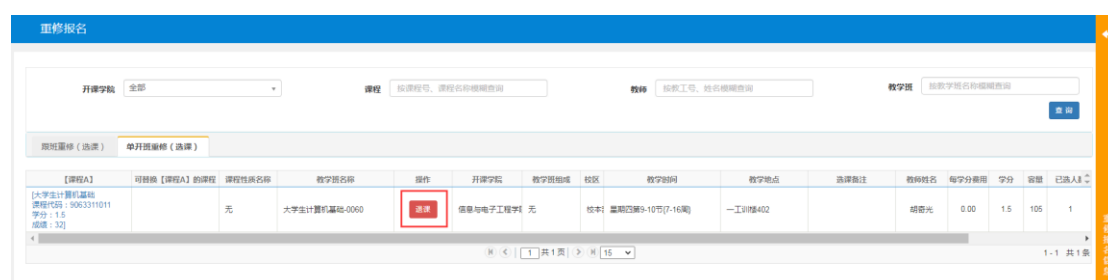 重修报名
开课学院 全部 课程 按课程号、课程名称模糊查询 教师 按教工号、姓名模糊查询 教学班 按教学班名称模糊查询
查 询
跟班重修（选课） 单开班重修（选课）
【课程A】 可替换【课程A】的课程 课程性质名称 教学班名称 操作 开课学院 教学班组成 校区 教学时间 教学地点 选课备注 教师姓名 每学分费用 学分 容量 已选人
[大学生计算机基础
课程代码：9063311011
学分：1.5
成绩：32]
无 大学生计算机基础-0060 退课 信息与电子工程学 无 校本 星期四第9-10节{7-16周} 一工训楼402 胡 光 0.00 1.5 105 1
1 共 1 页 15
1 - 1 共 1 条
重修报名信息